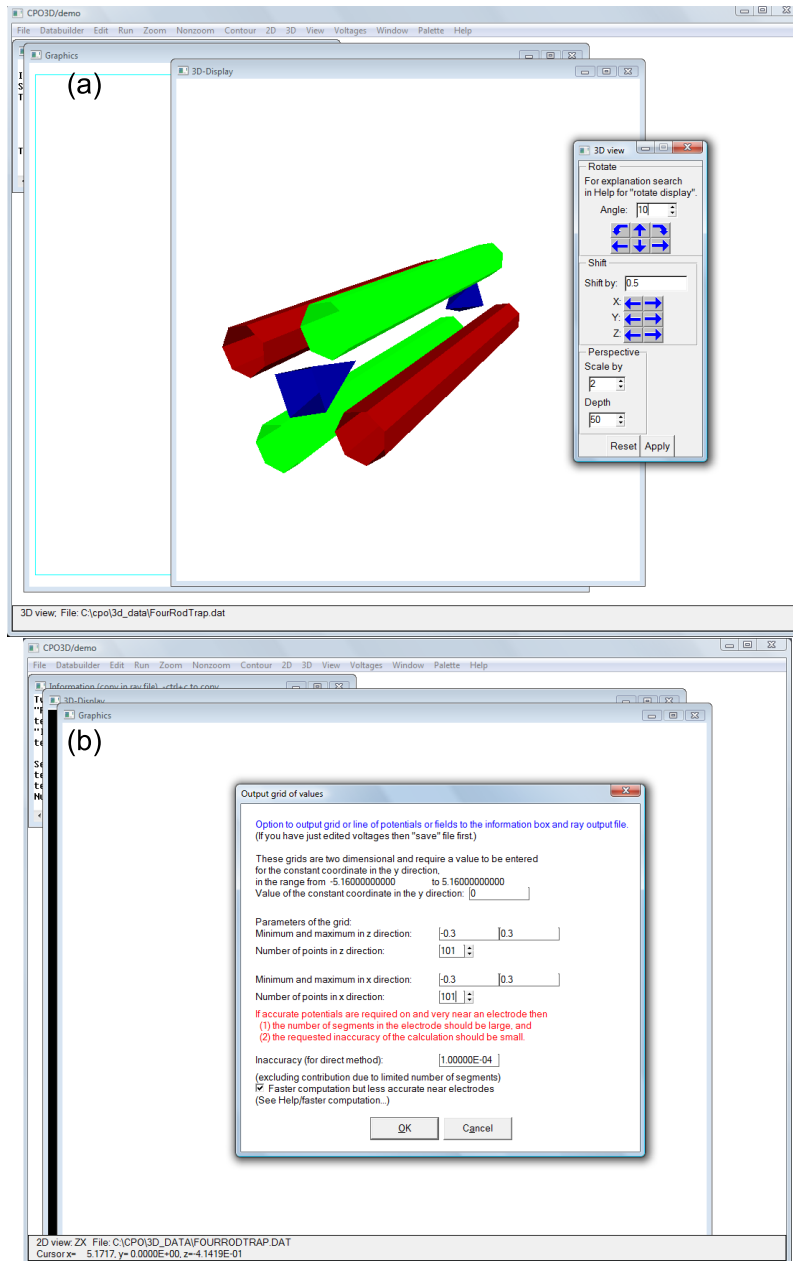 CPO3D/demo
File Databuilder Edit Run Zoom Nonzoom Contour 2D 3D View Voltages Window Palette Help
Graphics
(a)
3D-Display
3D view
Rotate
For explanation search
in Help for "rotate display".
Angle: 10
Shift
Shift by: 0.5
X:
Y:
Z:
Perspective
Scale by
2
Depth
50
Reset Apply
3D view; File: C:\cpo\3d_data\FourRodTrap.dat
CPO3D/demo
File Databuilder Edit Run Zoom Nonzoom Contour 2D 3D View Voltages Window Palette Help
Information (copy in ray file), -ctrl+c to copy
3D-Display
Graphics
(b)
Output grid of values
Option to output grid or line of potentials or fields to the information box and ray output file.
(If you have just edited voltages then "save" file first.)
These grids are two dimensional and require a value to be entered
for the constant coordinate in the y direction,
in the range from -5.16000000000 to 5.16000000000
Value of the constant coordinate in the y direction: 0
Parameters of the grid:
Minimum and maximum in z direction: -0.3 0.3
Number of points in z direction: 101
Minimum and maximum in x direction: -0.3 0.3
Number of points in x direction: 101
If accurate potentials are required on and very near an electrode then
(1) the number of segments in the electrode should be large, and
(2) the requested inaccuracy of the calculation should be small.
Inaccuracy (for direct method): 1.00000E-04
(excluding contribution due to limited number of segments)
Faster computation but less accurate near electrodes
(See Help/faster computation...)
OK Cancel
2D view: ZX File: C:\CPO\3D_DATA\FOURRODTRAP.DAT
Cursor x= 5.1717, y= 0.0000E+00, z=-4.1419E-01